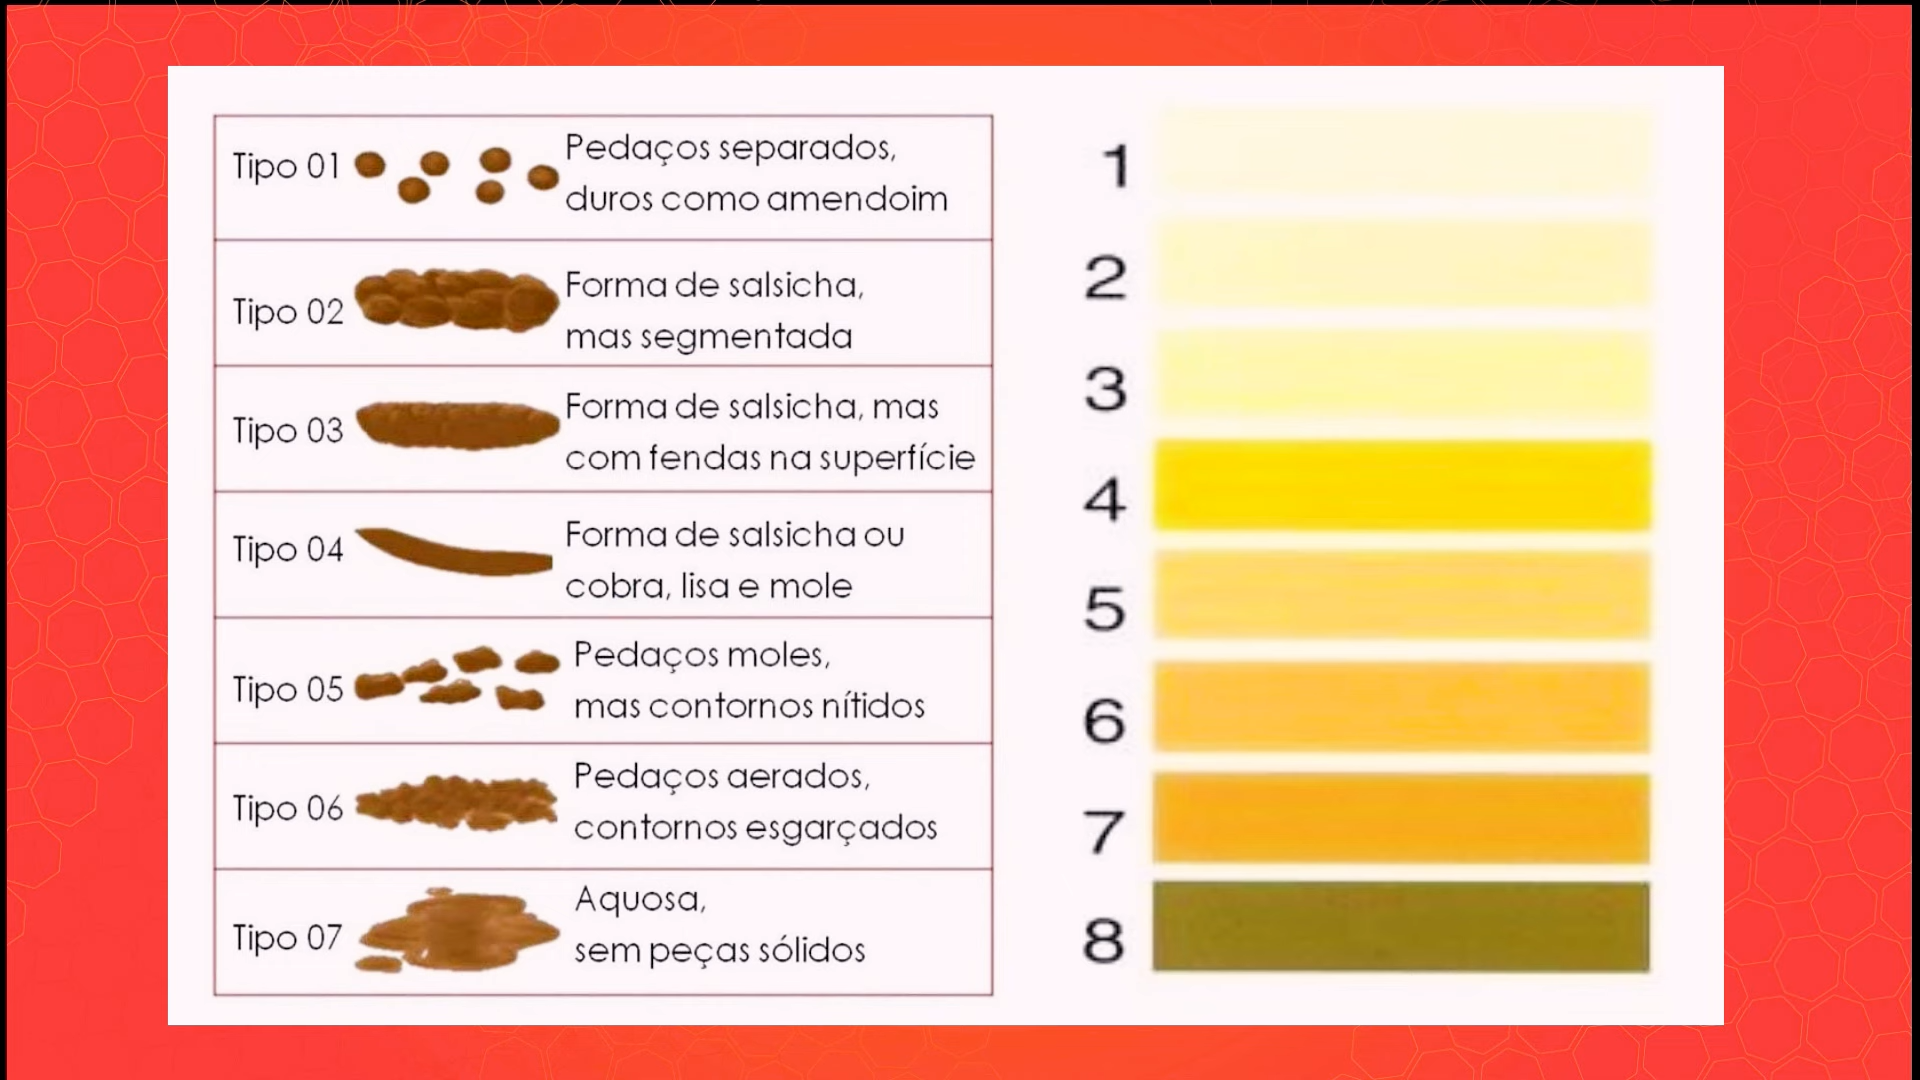 Tipo 01
Pedaços separados,
duros como amendoim
Tipo 02
Forma de salsicha,
mas segmentada
Tipo 03
Forma de salsicha, mas
com fendas na superfície
Tipo 04
Forma de salsicha ou
cobra, lisa e mole
Tipo 05
Pedaços moles,
mas contornos nítidos
Tipo 06
Pedaços aerados,
contornos esgarçados
Tipo 07
Aquosa,
sem peças sólidos
1
2
3
4
5
6
7
8